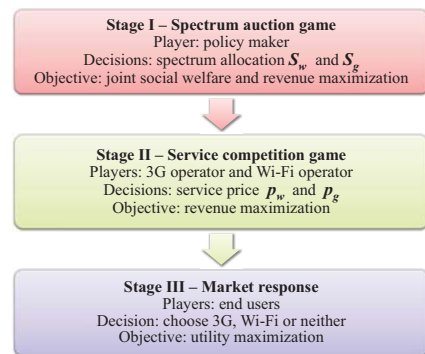 Stage I – Spectrum auction game
Player: policy maker
Decisions: spectrum allocation S_w and S_g
Objective: joint social welfare and revenue maximization
Stage II – Service competition game
Players: 3G operator and Wi-Fi operator
Decisions: service price p_w and p_g
Objective: revenue maximization
Stage III – Market response
Players: end users
Decision: choose 3G, Wi-Fi or neither
Objective: utility maximization